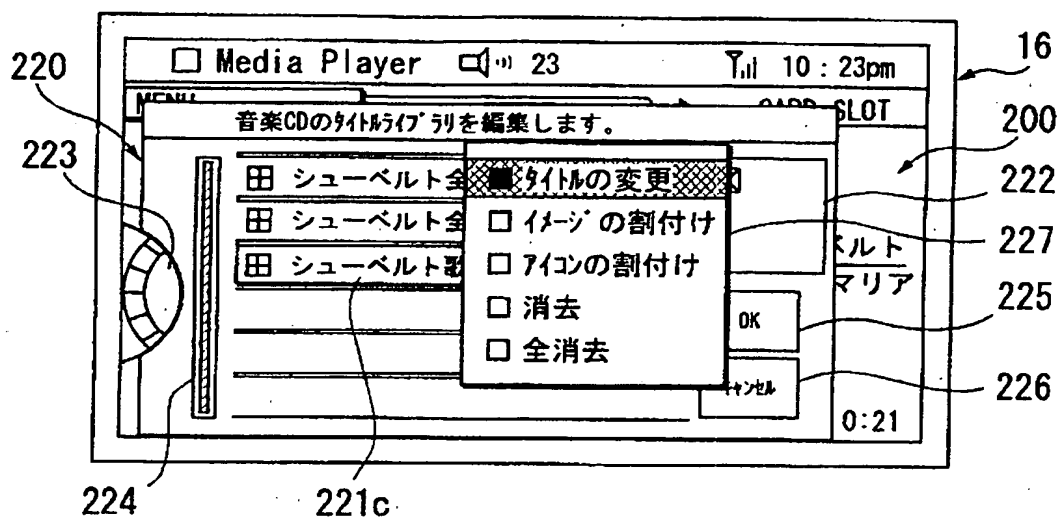 16
Media Player 23 10:23pm
MENU CARD SLOT
220
200
音楽CDのﾀｲﾄﾙﾗｲﾌﾞﾗﾘを編集します。
223
シューベルト全 ﾀｲﾄﾙの変更
222
シューベルト全 ｲﾒｰｼﾞの割付け
227
ベルト
シューベルト歌 ｱｲｺﾝの割付け
マリア
消去 OK
225
全消去
キャンセル
226
0:21
224
221c